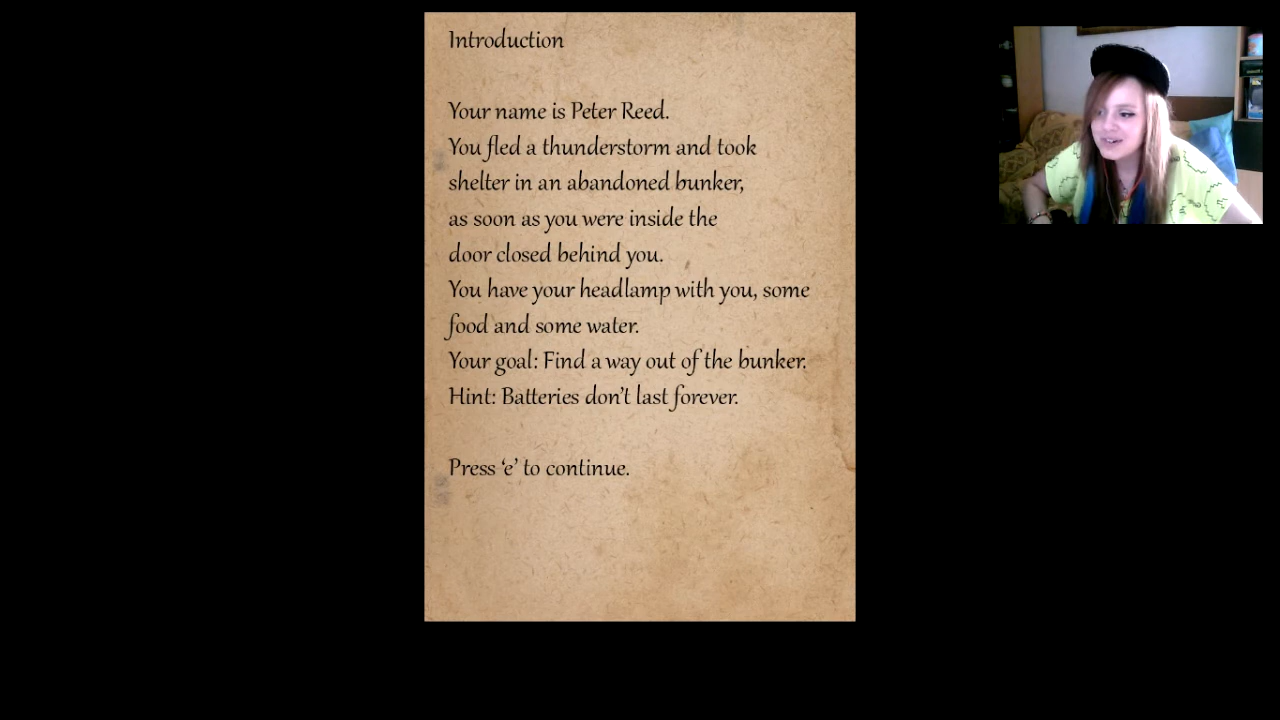 Introduction
Your name is Peter Reed.
You fled a thunderstorm and took
shelter in an abandoned bunker,
as soon as you were inside the
door closed behind you.
You have your headlamp with you, some
food and some water.
Your goal: Find a way out of the bunker.
Hint: Batteries don't last forever.
Press 'e' to continue.